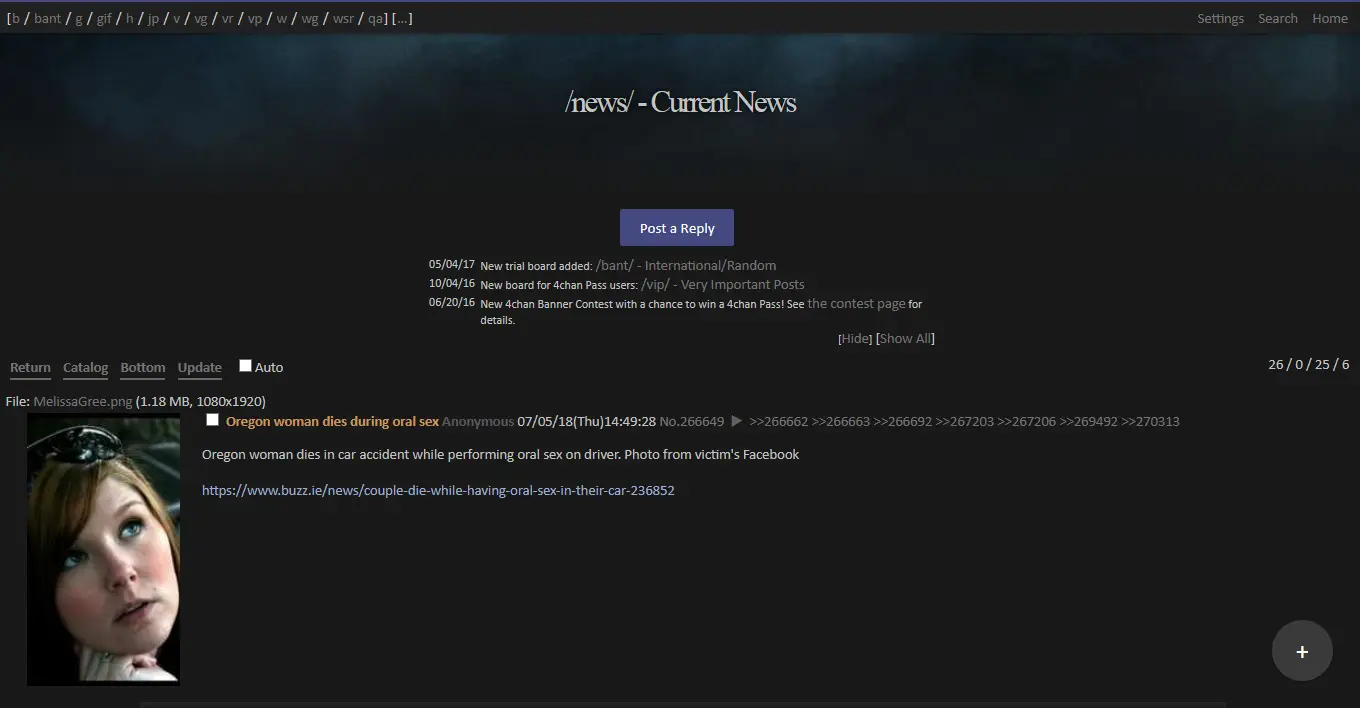 [b / bant / g / gif / h / jp / v / vg / vr / vp / w / wg / wsr / qa] [...]
Settings Search Home
/news/ - Current News
Post a Reply
05/04/17 New trial board added: /bant/ - International/Random
10/04/16 New board for 4chan Pass users: /vip/ - Very Important Posts
06/20/16 New 4chan Banner Contest with a chance to win a 4chan Pass! See the contest page for
details.
[Hide] [Show All]
Return Catalog Bottom Update Auto
26 / 0 / 25 / 6
File: MelissaGree.png (1.18 MB, 1080x1920)
Oregon woman dies during oral sex Anonymous 07/05/18(Thu)14:49:28 No.266649 ▶ >>266662 >>266663 >>266692 >>267203 >>267206 >>269492 >>270313
Oregon woman dies in car accident while performing oral sex on driver. Photo from victim's Facebook
https://www.buzz.ie/news/couple-die-while-having-oral-sex-in-their-car-236852
+